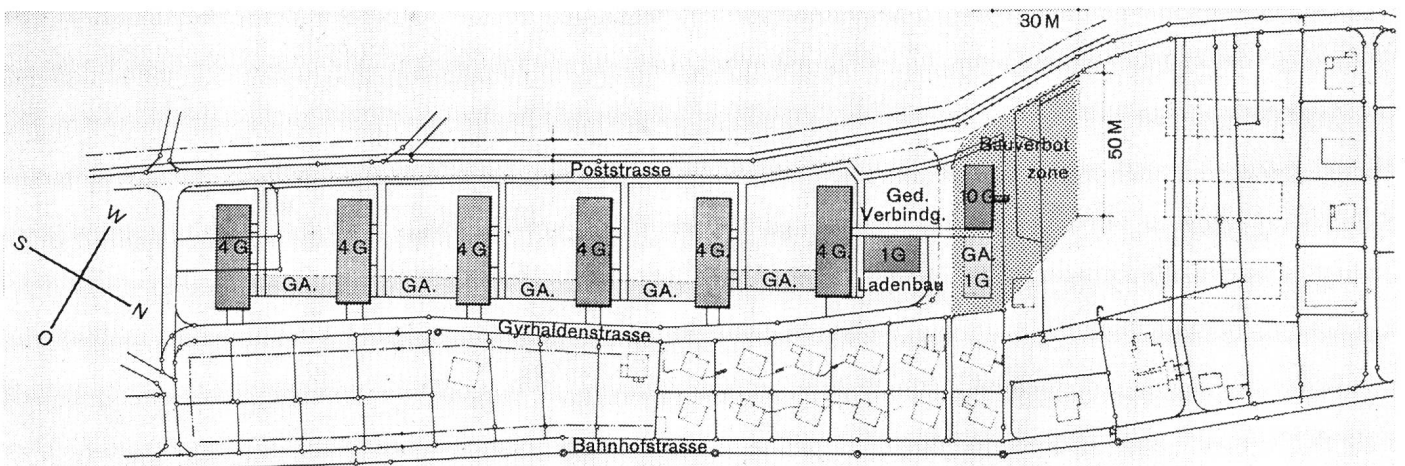 30 M
50 M
Bauverbot
zone
Poststrasse
Ged.
Verbindg.
10 G.
4 G.
4 G.
4 G.
4 G.
4 G.
4 G.
1 G
GA.
1 G
GA.
GA.
GA.
GA.
GA.
Ladenbau
W
S
N
O
Gyrhaldenstrasse
Bahnhofstrasse